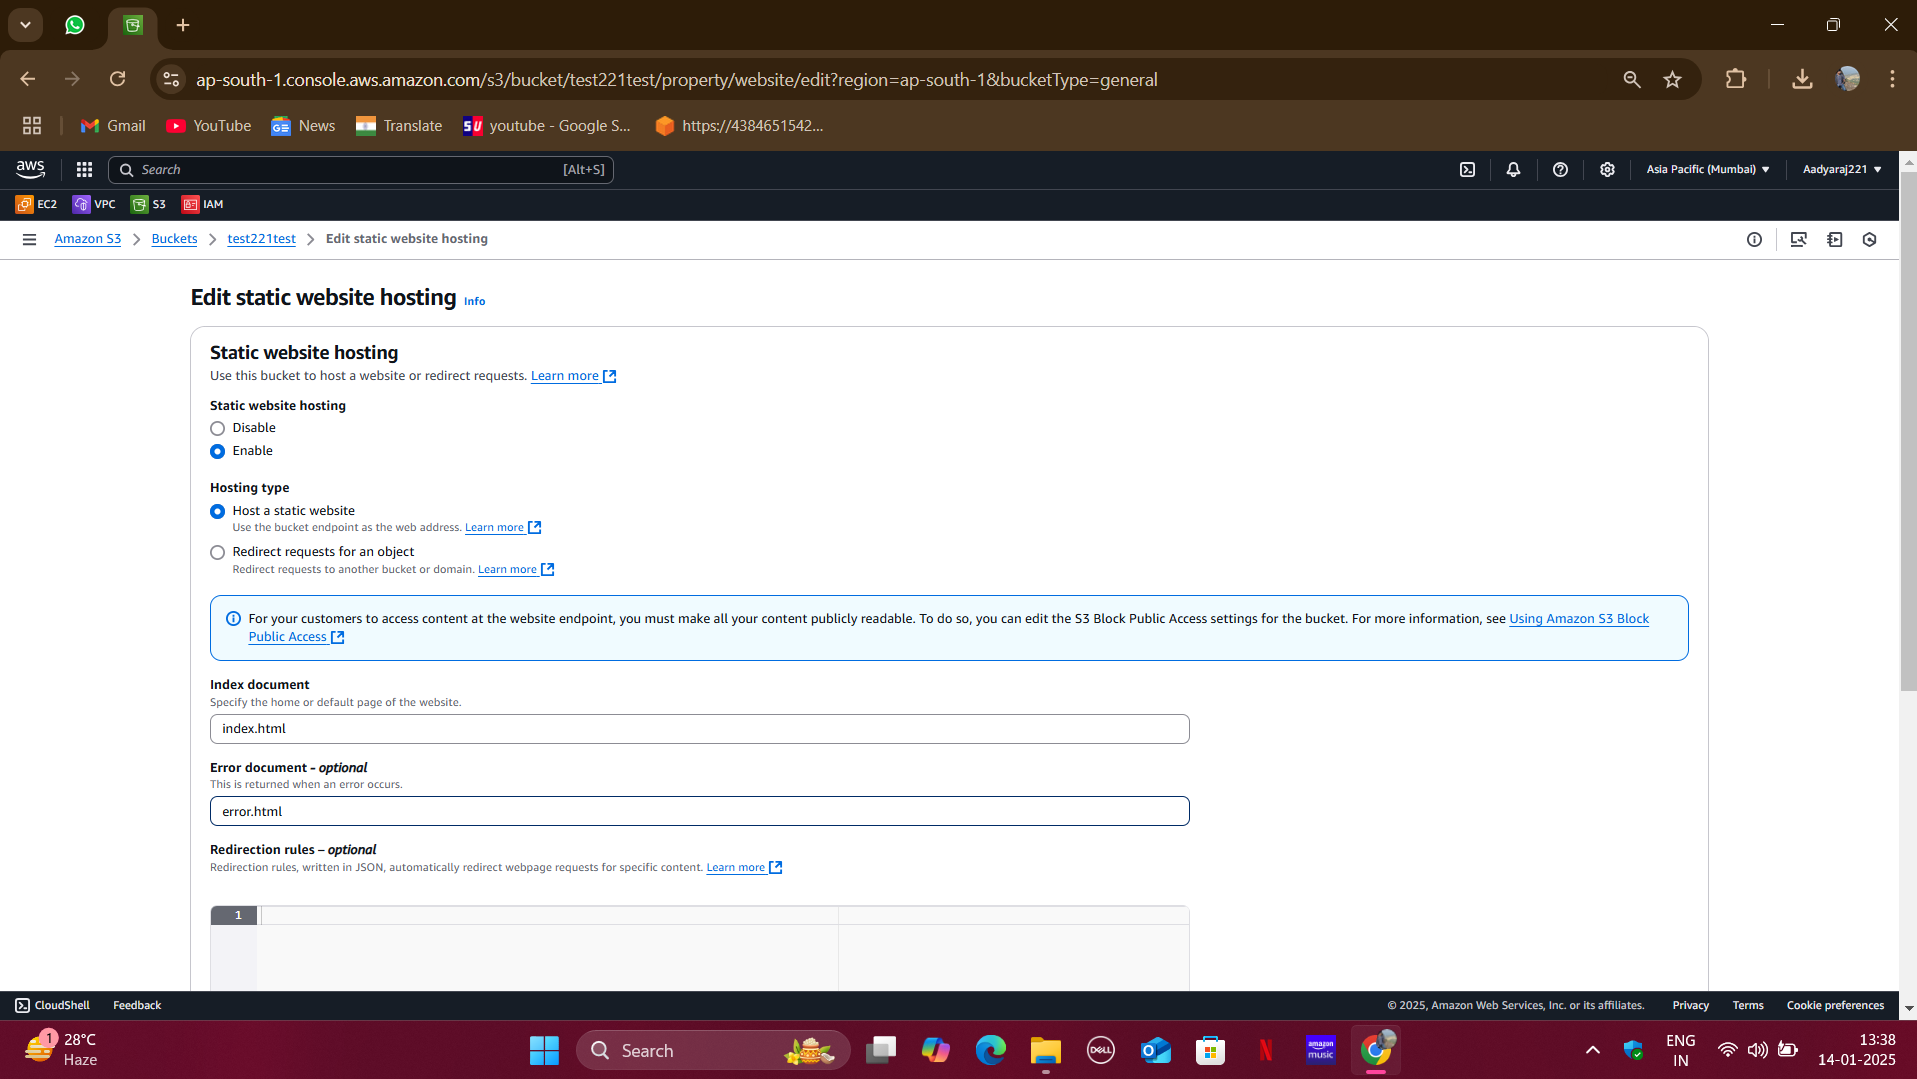 ap-south-1.console.aws.amazon.com/s3/bucket/test221test/property/website/edit?region=ap-south-1&bucketType=general
Gmail
YouTube
News
Translate
SU youtube - Google S...
https://4384651542...
aws
Search
[Alt+S]
Asia Pacific (Mumbai)
Aadyaraj221
EC2
VPC
S3
IAM
Amazon S3
Buckets
test221test
Edit static website hosting
Edit static website hosting Info
Static website hosting
Use this bucket to host a website or redirect requests. Learn more
Static website hosting
Disable
Enable
Hosting type
Host a static website
Use the bucket endpoint as the web address. Learn more
Redirect requests for an object
Redirect requests to another bucket or domain. Learn more
For your customers to access content at the website endpoint, you must make all your content publicly readable. To do so, you can edit the S3 Block Public Access settings for the bucket. For more information, see Using Amazon S3 Block
Public Access
Index document
Specify the home or default page of the website.
index.html
Error document - optional
This is returned when an error occurs.
error.html
Redirection rules – optional
Redirection rules, written in JSON, automatically redirect webpage requests for specific content. Learn more
1
CloudShell
Feedback
© 2025, Amazon Web Services, Inc. or its affiliates.
Privacy
Terms
Cookie preferences
1
28°C
Haze
Search
DELL
amazon
music
ENG
IN
13:38
14-01-2025